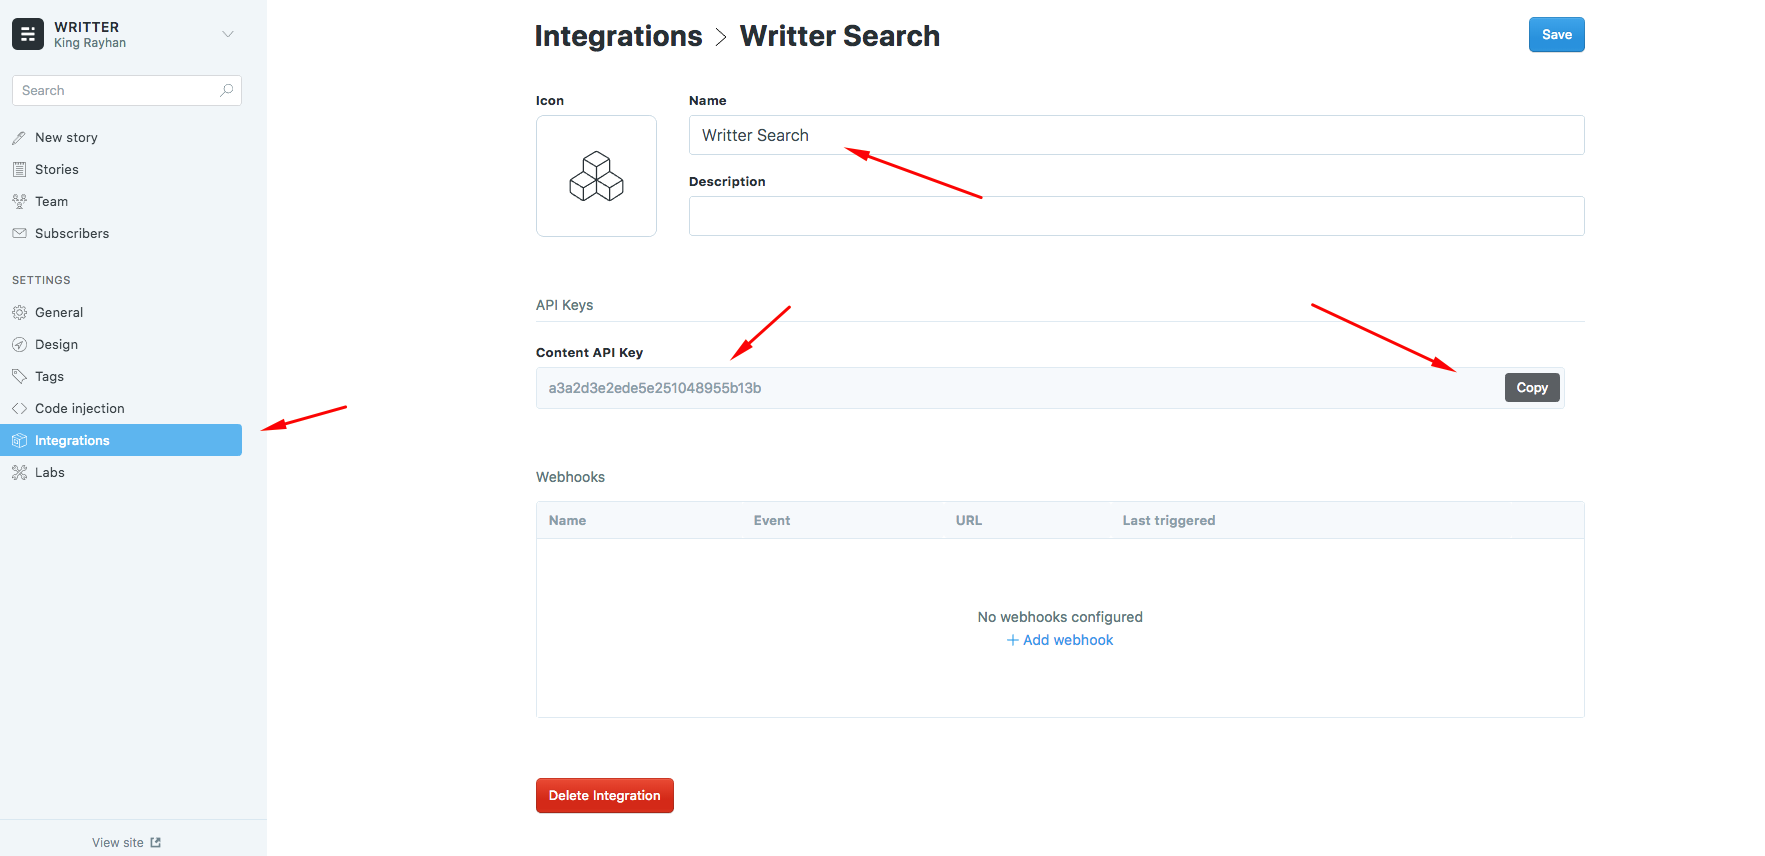 WRITTER
King Rayhan
Search
New story
Stories
Team
Subscribers
SETTINGS
General
Design
Tags
Code injection
Integrations
Labs
View site
Integrations > Writter Search
Save
Icon
Name
Writter Search
Description
API Keys
Content API Key
a3a2d3e2ede5e251048955b13b
Copy
Webhooks
Name Event URL Last triggered
No webhooks configured
+ Add webhook
Delete Integration